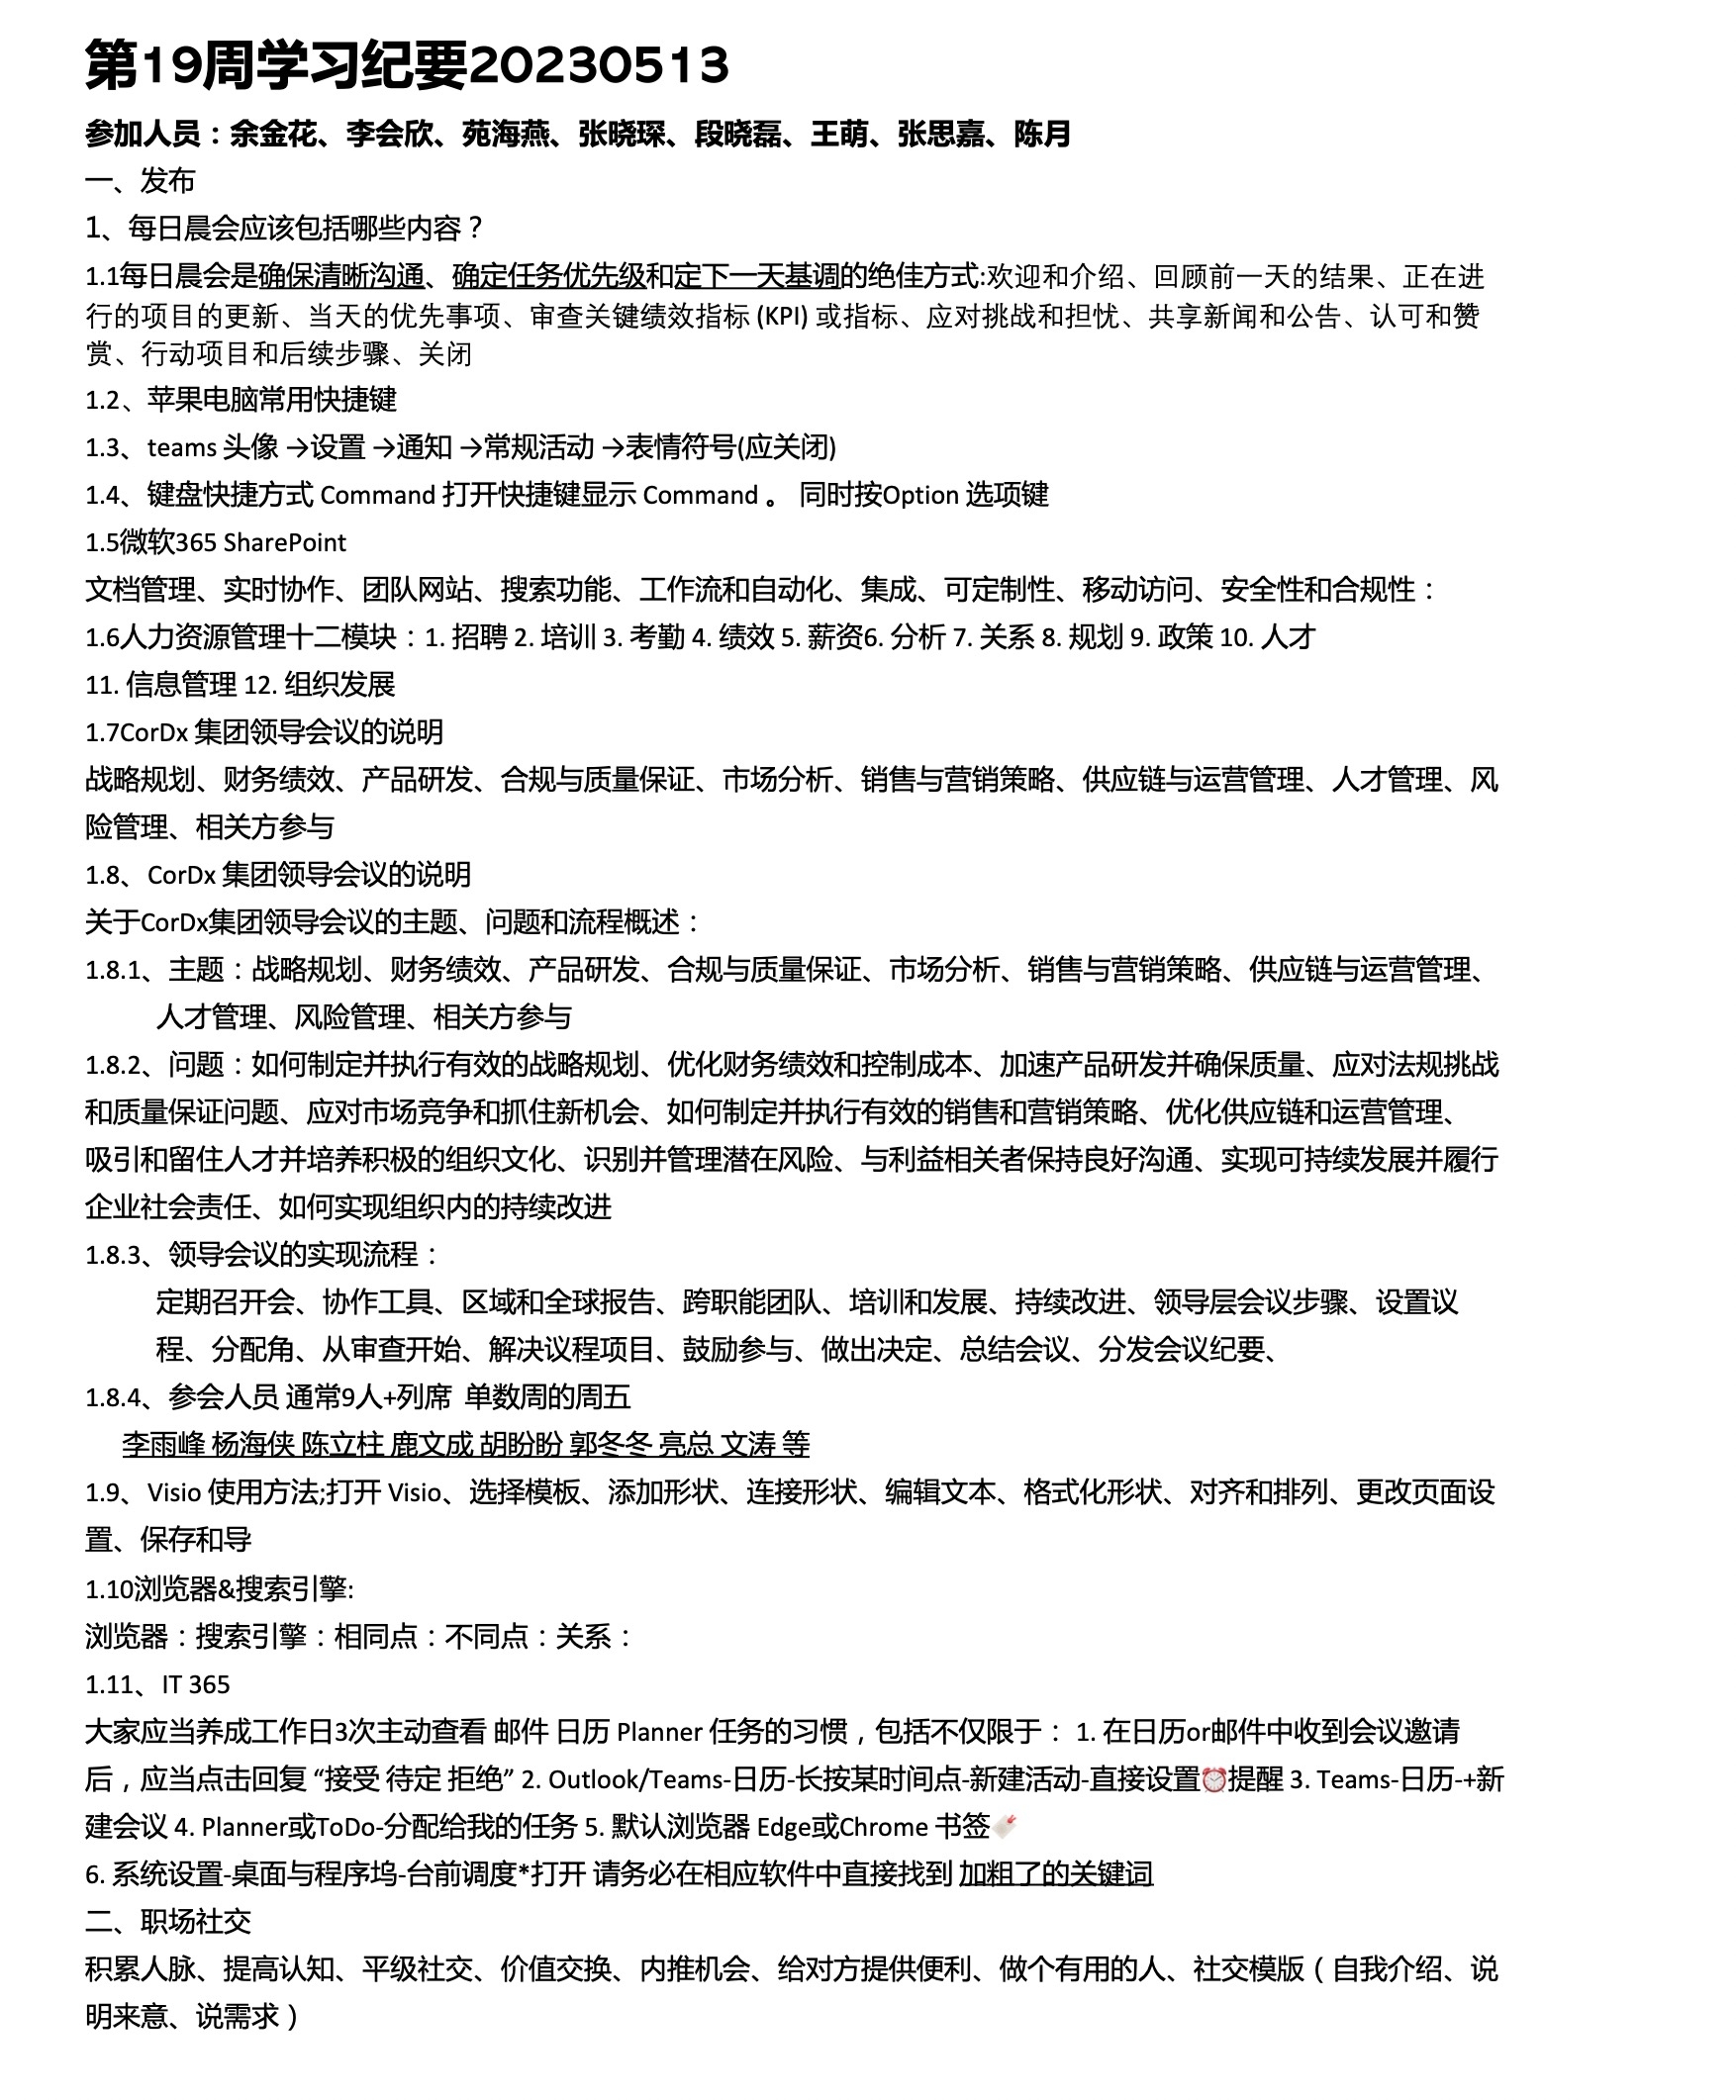 第19周学习纪要20230513
参加人员：余金花、李会欣、苑海燕、张晓琛、段晓磊、王萌、张思嘉、陈月
一、发布
1、每日晨会应该包括哪些内容？
1.1每日晨会是确保清晰沟通、确定任务优先级和定下一天基调的绝佳方式:欢迎和介绍、回顾前一天的结果、正在进
行的项目的更新、当天的优先事项、审查关键绩效指标 (KPI) 或指标、应对挑战和担忧、共享新闻和公告、认可和赞
赏、行动项目和后续步骤、关闭
1.2、苹果电脑常用快捷键
1.3、teams 头像 →设置 →通知 →常规活动 →表情符号(应关闭)
1.4、键盘快捷方式 Command 打开快捷键显示 Command 。 同时按Option 选项键
1.5微软365 SharePoint
文档管理、实时协作、团队网站、搜索功能、工作流和自动化、集成、可定制性、移动访问、安全性和合规性：
1.6人力资源管理十二模块：1. 招聘 2. 培训 3. 考勤 4. 绩效 5. 薪资6. 分析 7. 关系 8. 规划 9. 政策 10. 人才
11. 信息管理 12. 组织发展
1.7CorDx 集团领导会议的说明
战略规划、财务绩效、产品研发、合规与质量保证、市场分析、销售与营销策略、供应链与运营管理、人才管理、风
险管理、相关方参与
1.8、CorDx 集团领导会议的说明
关于CorDx集团领导会议的主题、问题和流程概述：
1.8.1、主题：战略规划、财务绩效、产品研发、合规与质量保证、市场分析、销售与营销策略、供应链与运营管理、
人才管理、风险管理、相关方参与
1.8.2、问题：如何制定并执行有效的战略规划、优化财务绩效和控制成本、加速产品研发并确保质量、应对法规挑战
和质量保证问题、应对市场竞争和抓住新机会、如何制定并执行有效的销售和营销策略、优化供应链和运营管理、
吸引和留住人才并培养积极的组织文化、识别并管理潜在风险、与利益相关者保持良好沟通、实现可持续发展并履行
企业社会责任、如何实现组织内的持续改进
1.8.3、领导会议的实现流程：
定期召开会、协作工具、区域和全球报告、跨职能团队、培训和发展、持续改进、领导层会议步骤、设置议
程、分配角、从审查开始、解决议程项目、鼓励参与、做出决定、总结会议、分发会议纪要、
1.8.4、参会人员 通常9人+列席 单数周的周五
李雨峰 杨海侠 陈立柱 鹿文成 胡盼盼 郭冬冬 亮总 文涛 等
1.9、Visio 使用方法;打开 Visio、选择模板、添加形状、连接形状、编辑文本、格式化形状、对齐和排列、更改页面设
置、保存和导
1.10浏览器&搜索引擎:
浏览器：搜索引擎：相同点：不同点：关系：
1.11、IT 365
大家应当养成工作日3次主动查看 邮件 日历 Planner 任务的习惯，包括不仅限于： 1. 在日历or邮件中收到会议邀请
后，应当点击回复 “接受 待定 拒绝” 2. Outlook/Teams-日历-长按某时间点-新建活动-直接设置⏰提醒 3. Teams-日历-+新
建会议 4. Planner或ToDo-分配给我的任务 5. 默认浏览器 Edge或Chrome 书签🔖
6. 系统设置-桌面与程序坞-台前调度*打开 请务必在相应软件中直接找到 加粗了的关键词
二、职场社交
积累人脉、提高认知、平级社交、价值交换、内推机会、给对方提供便利、做个有用的人、社交模版（自我介绍、说
明来意、说需求）